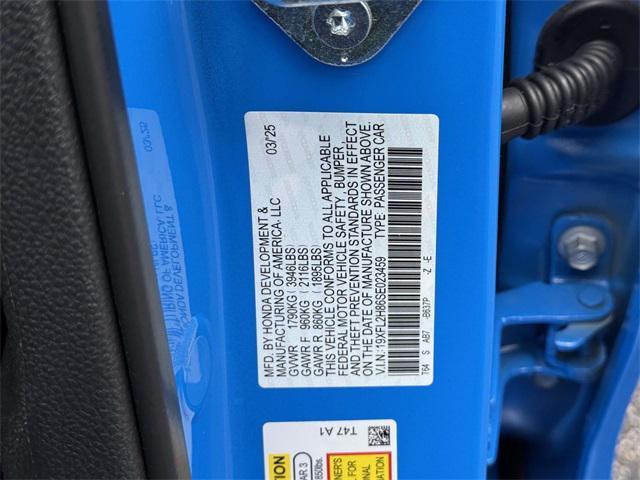 MFD. BY HONDA DEVELOPMENT &
MANUFACTURING OF AMERICA, LLC 03/25
GVWR 1790KG (3946LBS)
GAWR F 960KG (2116LBS)
GAWR R 860KG (1895LBS)
THIS VEHICLE CONFORMS TO ALL APPLICABLE
FEDERAL MOTOR VEHICLE SAFETY, BUMPER,
AND THEFT PREVENTION STANDARDS IN EFFECT
ON THE DATE OF MANUFACTURE SHOWN ABOVE.
V.I.N: 19XFL2H86SE023459 TYPE: PASSENGER CAR
T64 S AB7 -B637P -Z -E
T47 A1